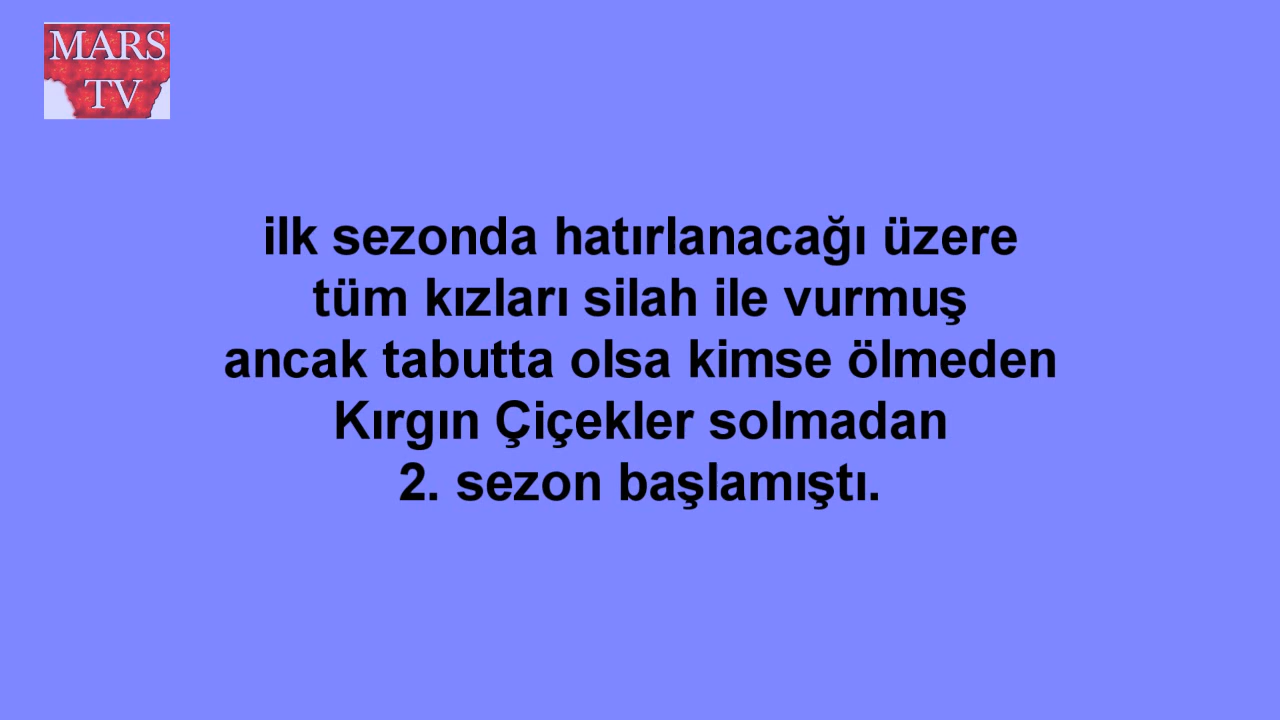 MARS
TV
ilk sezonda hatırlanacağı üzere
tüm kızları silah ile vurmuş
ancak tabutta olsa kimse ölmeden
Kırgın Çiçekler solmadan
2. sezon başlamıştı.